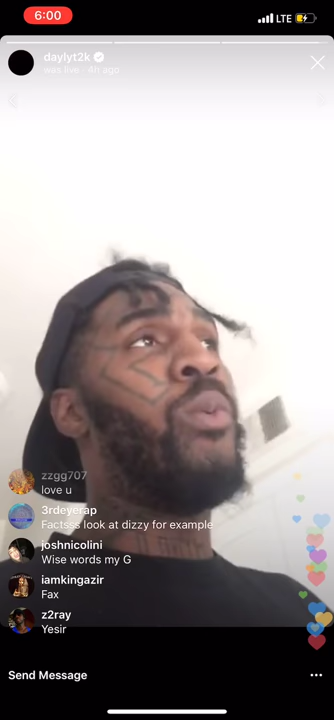 6:00
LTE
daylyt2k
was live · 4h ago
zzgg707
love u
3rdeyerap
Factsss look at dizzy for example
joshnicolini
Wise words my G
iamkingazir
Fax
z2ray
Yesir
Send Message